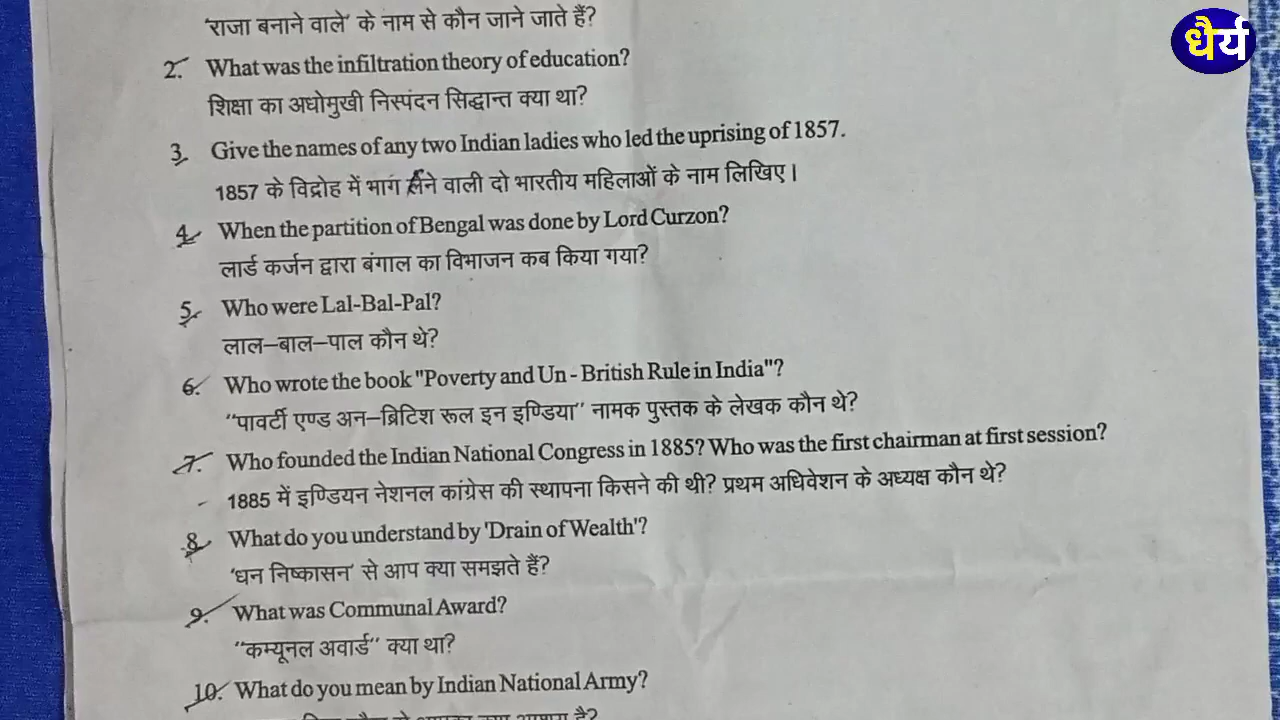 धैर्य
'राजा बनाने वाले' के नाम से कौन जाने जाते हैं?
2. What was the infiltration theory of education?
शिक्षा का अधोमुखी निस्पंदन सिद्धान्त क्या था?
3. Give the names of any two Indian ladies who led the uprising of 1857.
1857 के विद्रोह में भाग लेने वाली दो भारतीय महिलाओं के नाम लिखिए।
4. When the partition of Bengal was done by Lord Curzon?
लार्ड कर्जन द्वारा बंगाल का विभाजन कब किया गया?
5. Who were Lal-Bal-Pal?
लाल–बाल–पाल कौन थे?
6. Who wrote the book "Poverty and Un - British Rule in India"?
"पावर्टी एण्ड अन–ब्रिटिश रूल इन इण्डिया" नामक पुस्तक के लेखक कौन थे?
7. Who founded the Indian National Congress in 1885? Who was the first chairman at first session?
1885 में इण्डियन नेशनल कांग्रेस की स्थापना किसने की थी? प्रथम अधिवेशन के अध्यक्ष कौन थे?
8. What do you understand by 'Drain of Wealth'?
'धन निष्कासन' से आप क्या समझते हैं?
9. What was Communal Award?
"कम्यूनल अवार्ड" क्या था?
10. What do you mean by Indian National Army?